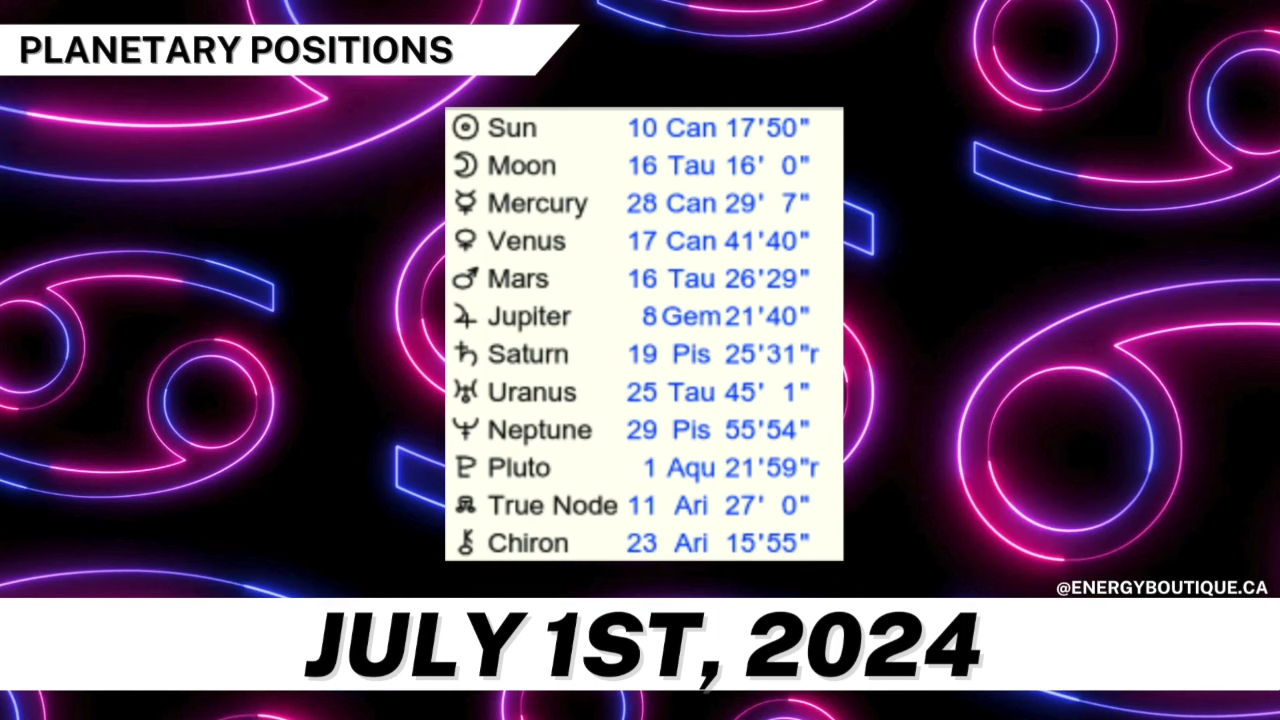 PLANETARY POSITIONS
Sun 10 Can 17'50"
Moon 16 Tau 16' 0"
Mercury 28 Can 29' 7"
Venus 17 Can 41'40"
Mars 16 Tau 26'29"
Jupiter 8 Gem 21'40"
Saturn 19 Pis 25'31"r
Uranus 25 Tau 45' 1"
Neptune 29 Pis 55'54"
Pluto 1 Aqu 21'59"r
True Node 11 Ari 27' 0"
Chiron 23 Ari 15'55"
@ENERGYBOUTIQUE.CA
JULY 1ST, 2024